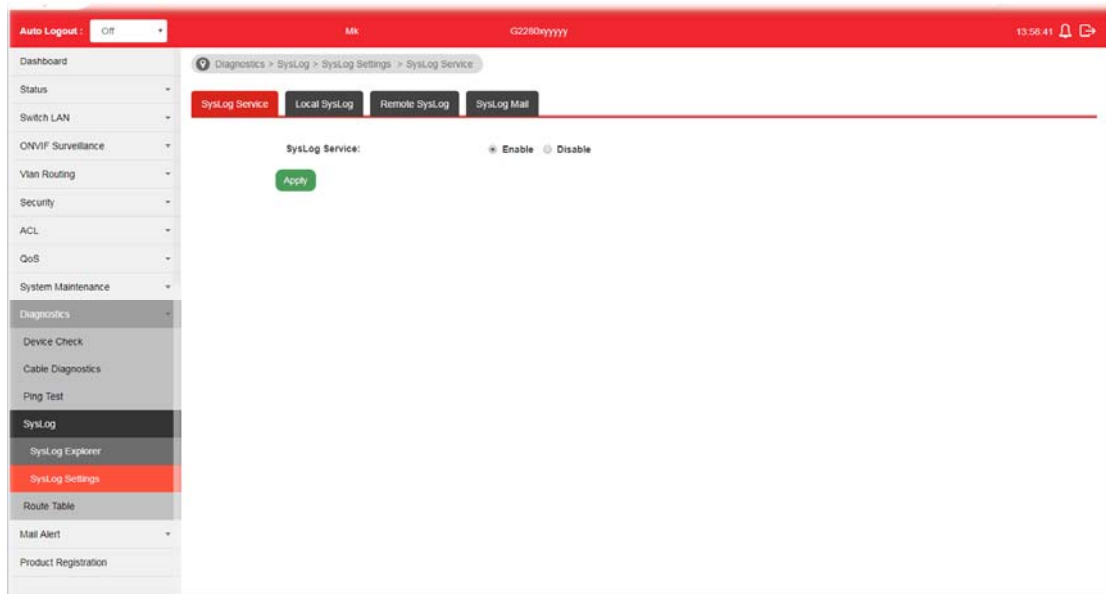 Auto Logout : Off Mk G2280xyyyyy 13:58:41
Dashboard
Status
Switch LAN
ONVIF Surveillance
Vlan Routing
Security
ACL
QoS
System Maintenance
Diagnostics
Device Check
Cable Diagnostics
Ping Test
SysLog
SysLog Explorer
SysLog Settings
Route Table
Mail Alert
Product Registration
Diagnostics > SysLog > SysLog Settings > SysLog Service
SysLog Service Local SysLog Remote SysLog SysLog Mail
SysLog Service: Enable Disable
Apply